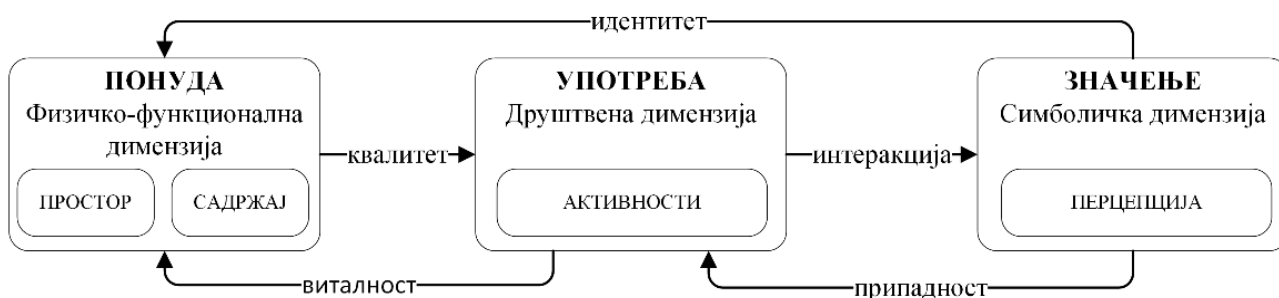 идентитет
ПОНУДА
Физичко-функционална
димензија
ПРОСТОР
САДРЖАЈ
квалитет
УПОТРЕБА
Друштвена димензија
АКТИВНОСТИ
интеракција
ЗНАЧЕЊЕ
Симболичка димензија
ПЕРЦЕПЦИЈА
виталност
припадност